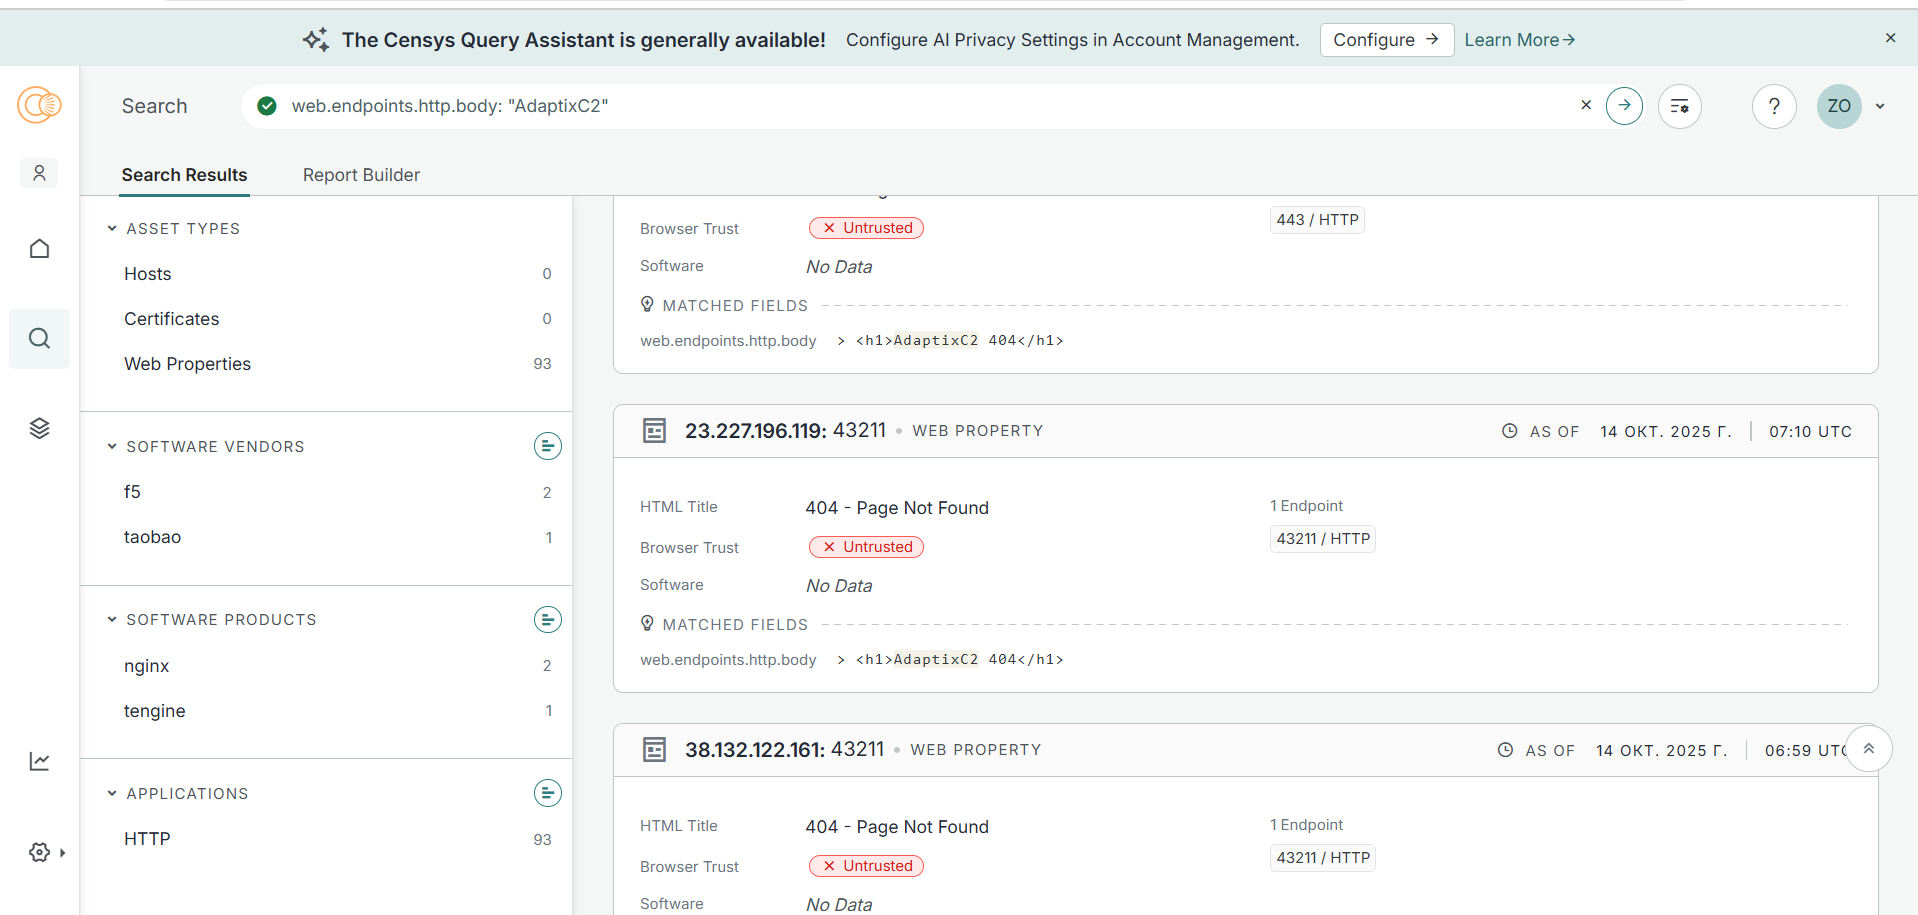 The Censys Query Assistant is generally available! Configure AI Privacy Settings in Account Management. Configure → Learn More →
Search web.endpoints.http.body: "AdaptixC2" ? ZO
Search Results Report Builder
ASSET TYPES
Hosts 0
Certificates 0
Web Properties 93
SOFTWARE VENDORS
f5 2
taobao 1
SOFTWARE PRODUCTS
nginx 2
tengine 1
APPLICATIONS
HTTP 93
Browser Trust Untrusted 443 / HTTP
Software No Data
MATCHED FIELDS
web.endpoints.http.body > <h1>AdaptixC2 404</h1>
23.227.196.119: 43211 • WEB PROPERTY AS OF 14 ОКТ. 2025 Г. | 07:10 UTC
HTML Title 404 - Page Not Found 1 Endpoint
Browser Trust Untrusted 43211 / HTTP
Software No Data
MATCHED FIELDS
web.endpoints.http.body > <h1>AdaptixC2 404</h1>
38.132.122.161: 43211 • WEB PROPERTY AS OF 14 ОКТ. 2025 Г. | 06:59 UTC
HTML Title 404 - Page Not Found 1 Endpoint
Browser Trust Untrusted 43211 / HTTP
Software No Data